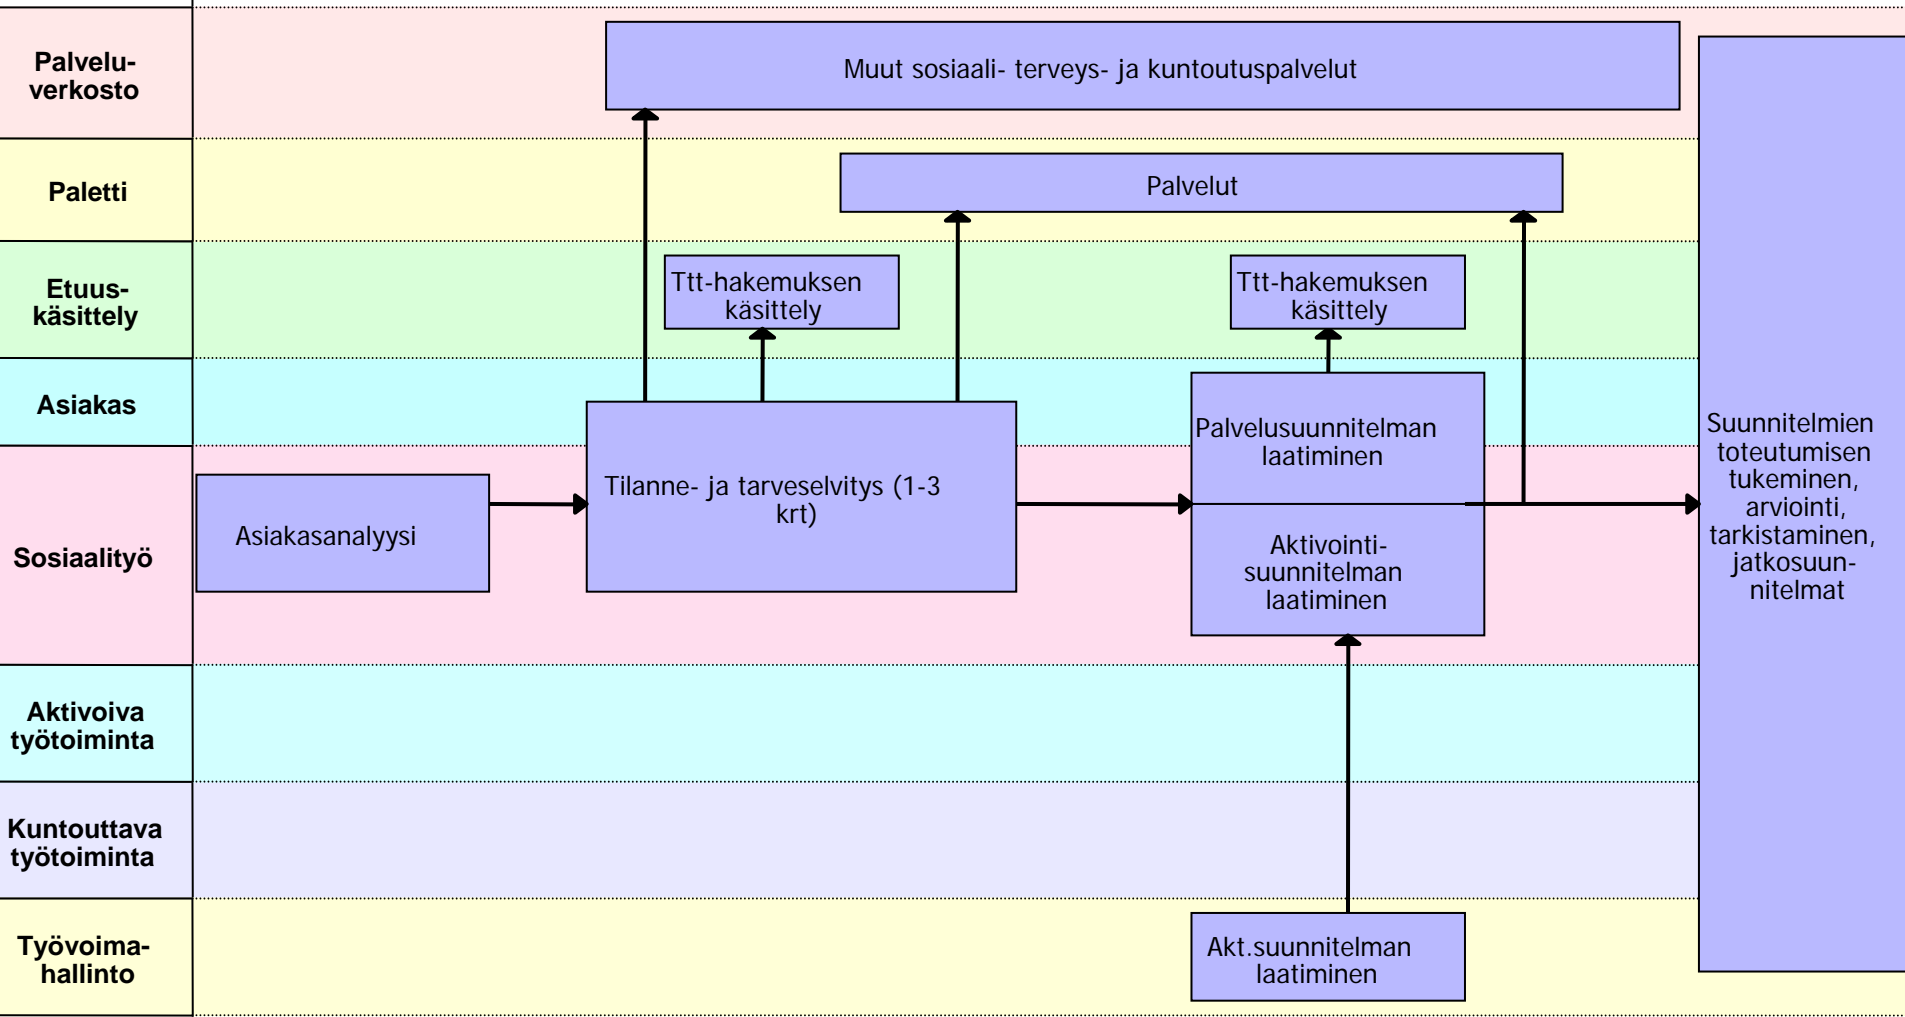 Palvelu-
verkosto
Muut sosiaali- terveys- ja kuntoutuspalvelut
Paletti
Palvelut
Etuus-
käsittely
Ttt-hakemuksen
käsittely
Ttt-hakemuksen
käsittely
Asiakas
Sosiaalityö
Asiakasanalyysi
Tilanne- ja tarveselvitys (1-3
krt)
Palvelusuunnitelman
laatiminen
Aktivointi-
suunnitelman
laatiminen
Suunnitelmien
toteutumisen
tukeminen,
arviointi,
tarkistaminen,
jatkosuun-
nitelmat
Aktivoiva
työtoiminta
Kuntouttava
työtoiminta
Työvoima-
hallinto
Akt.suunnitelman
laatiminen